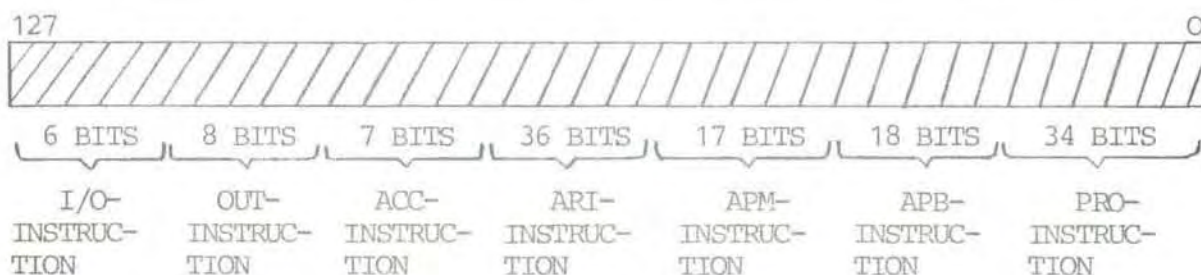 127 0
6 BITS 8 BITS 7 BITS 36 BITS 17 BITS 18 BITS 34 BITS
I/O- OUT- ACC- ARI- APM- APB- PRO-
INSTRUC- INSTRUC- INSTRUC- INSTRUC- INSTRUC- INSTRUC- INSTRUC-
TION TION TION TION TION TION TION